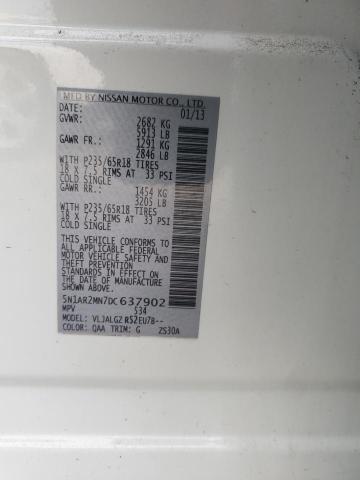 MFD BY NISSAN MOTOR CO., LTD.
DATE: 01/13
GVWR: 2682 KG
5913 LB
GAWR FR.: 1291 KG
2846 LB
WITH P235/65R18 TIRES
18 X 7.5 RIMS AT 33 PSI
COLD SINGLE
GAWR RR.: 1454 KG
3205 LB
WITH P235/65R18 TIRES
18 X 7.5 RIMS AT 33 PSI
COLD SINGLE
THIS VEHICLE CONFORMS TO ALL
APPLICABLE FEDERAL MOTOR
VEHICLE SAFETY AND THEFT
PREVENTION STANDARDS IN
EFFECT ON THE DATE OF
MANUFACTURE SHOWN ABOVE.
5N1AR2MN7DC 637902
MPV 534
MODEL: VLJALGZ R52EU78--
COLOR: QAA TRIM: G ZS30A